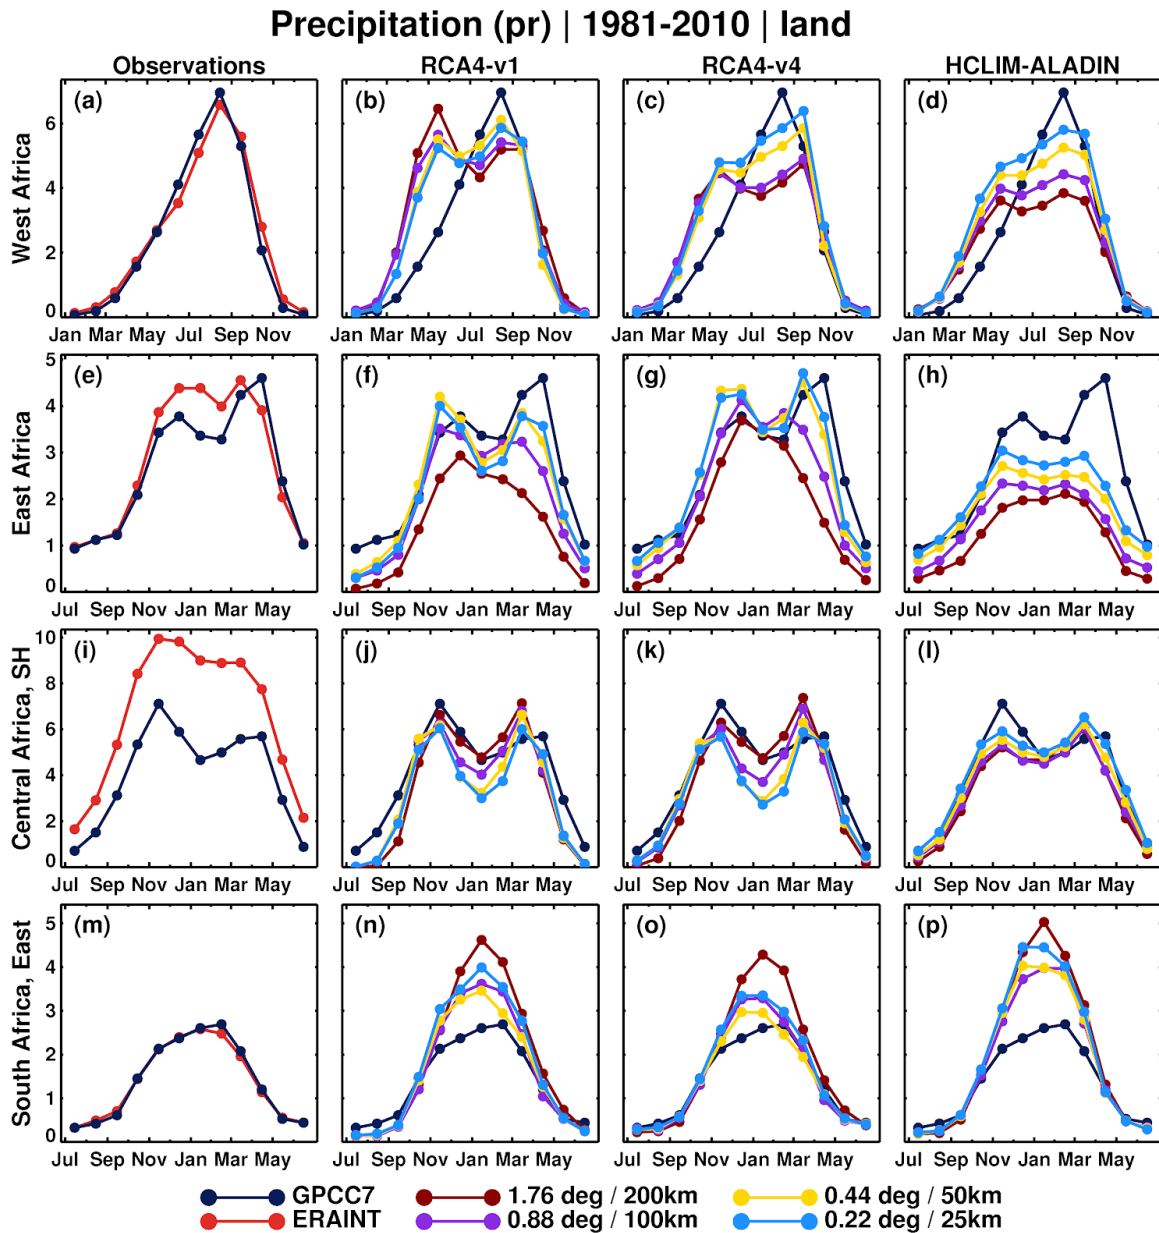 Precipitation (pr) | 1981-2010 | land
Observations RCA4-v1 RCA4-v4 HCLIM-ALADIN
West Africa
(a) (b) (c) (d)
6
4
2
0
Jan Mar May Jul Sep Nov Jan Mar May Jul Sep Nov Jan Mar May Jul Sep Nov Jan Mar May Jul Sep Nov
East Africa
5
(e) (f) (g) (h)
4
3
2
1
0
Jul Sep Nov Jan Mar May Jul Sep Nov Jan Mar May Jul Sep Nov Jan Mar May Jul Sep Nov Jan Mar May
Central Africa, SH
10
(i) (j) (k) (l)
8
6
4
2
0
Jul Sep Nov Jan Mar May Jul Sep Nov Jan Mar May Jul Sep Nov Jan Mar May Jul Sep Nov Jan Mar May
South Africa, East
(m) (n) (o) (p)
5
4
3
2
1
0
Jul Sep Nov Jan Mar May Jul Sep Nov Jan Mar May Jul Sep Nov Jan Mar May Jul Sep Nov Jan Mar May
GPCC7 1.76 deg / 200km 0.44 deg / 50km
ERAINT 0.88 deg / 100km 0.22 deg / 25km